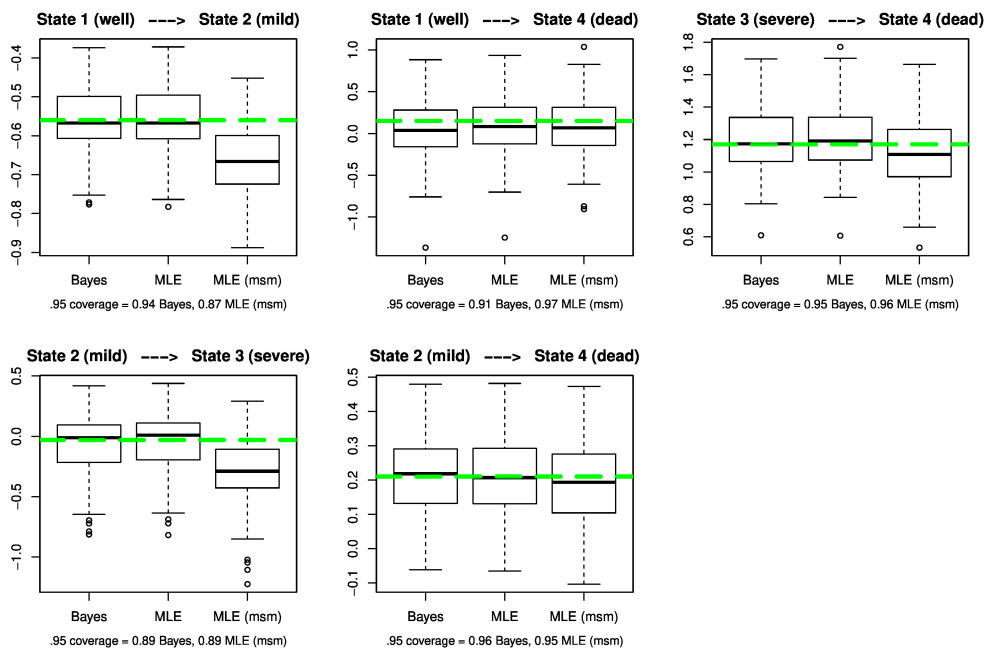 State 1 (well) ---> State 2 (mild)
-0.4
-0.5
-0.6
-0.7
-0.8
-0.9
Bayes MLE MLE (msm)
.95 coverage = 0.94 Bayes, 0.87 MLE (msm)
State 1 (well) ---> State 4 (dead)
1.0
0.5
0.0
-0.5
-1.0
Bayes MLE MLE (msm)
.95 coverage = 0.91 Bayes, 0.97 MLE (msm)
State 3 (severe) ---> State 4 (dead)
1.8
1.6
1.4
1.2
1.0
0.8
0.6
Bayes MLE MLE (msm)
.95 coverage = 0.95 Bayes, 0.96 MLE (msm)
State 2 (mild) ---> State 3 (severe)
0.5
0.0
-0.5
-1.0
Bayes MLE MLE (msm)
.95 coverage = 0.89 Bayes, 0.89 MLE (msm)
State 2 (mild) ---> State 4 (dead)
0.5
0.4
0.3
0.2
0.1
0.0
-0.1
Bayes MLE MLE (msm)
.95 coverage = 0.96 Bayes, 0.95 MLE (msm)